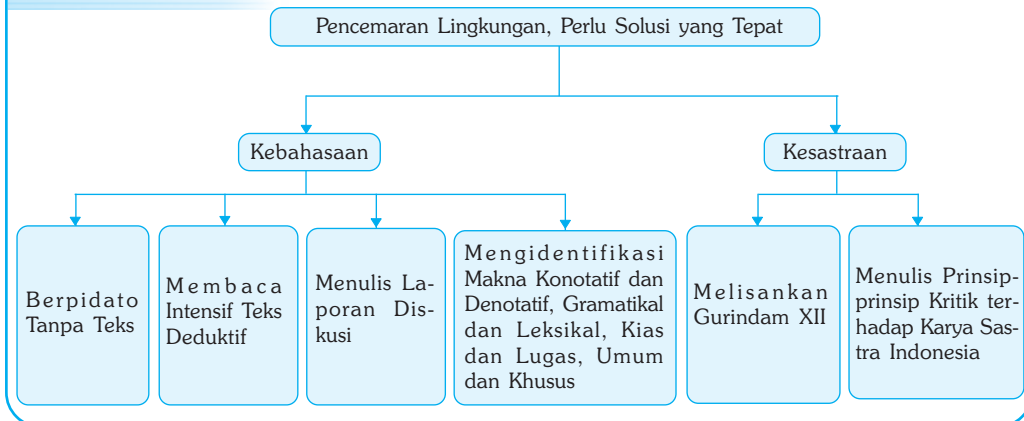 Pencemaran Lingkungan, Perlu Solusi yang Tepat
Kebahasaan
Kesastraan
Berpidato
Tanpa Teks
Membaca
Intensif Teks
Deduktif
Menulis La-
poran Dis-
kusi
Mengidentifikasi
Makna Konotatif dan
Denotatif, Gramatikal
dan Leksikal, Kias
dan Lugas, Umum
dan Khusus
Melisankan
Gurindam XII
Menulis Prinsip-
prinsip Kritik ter-
hadap Karya Sas-
tra Indonesia